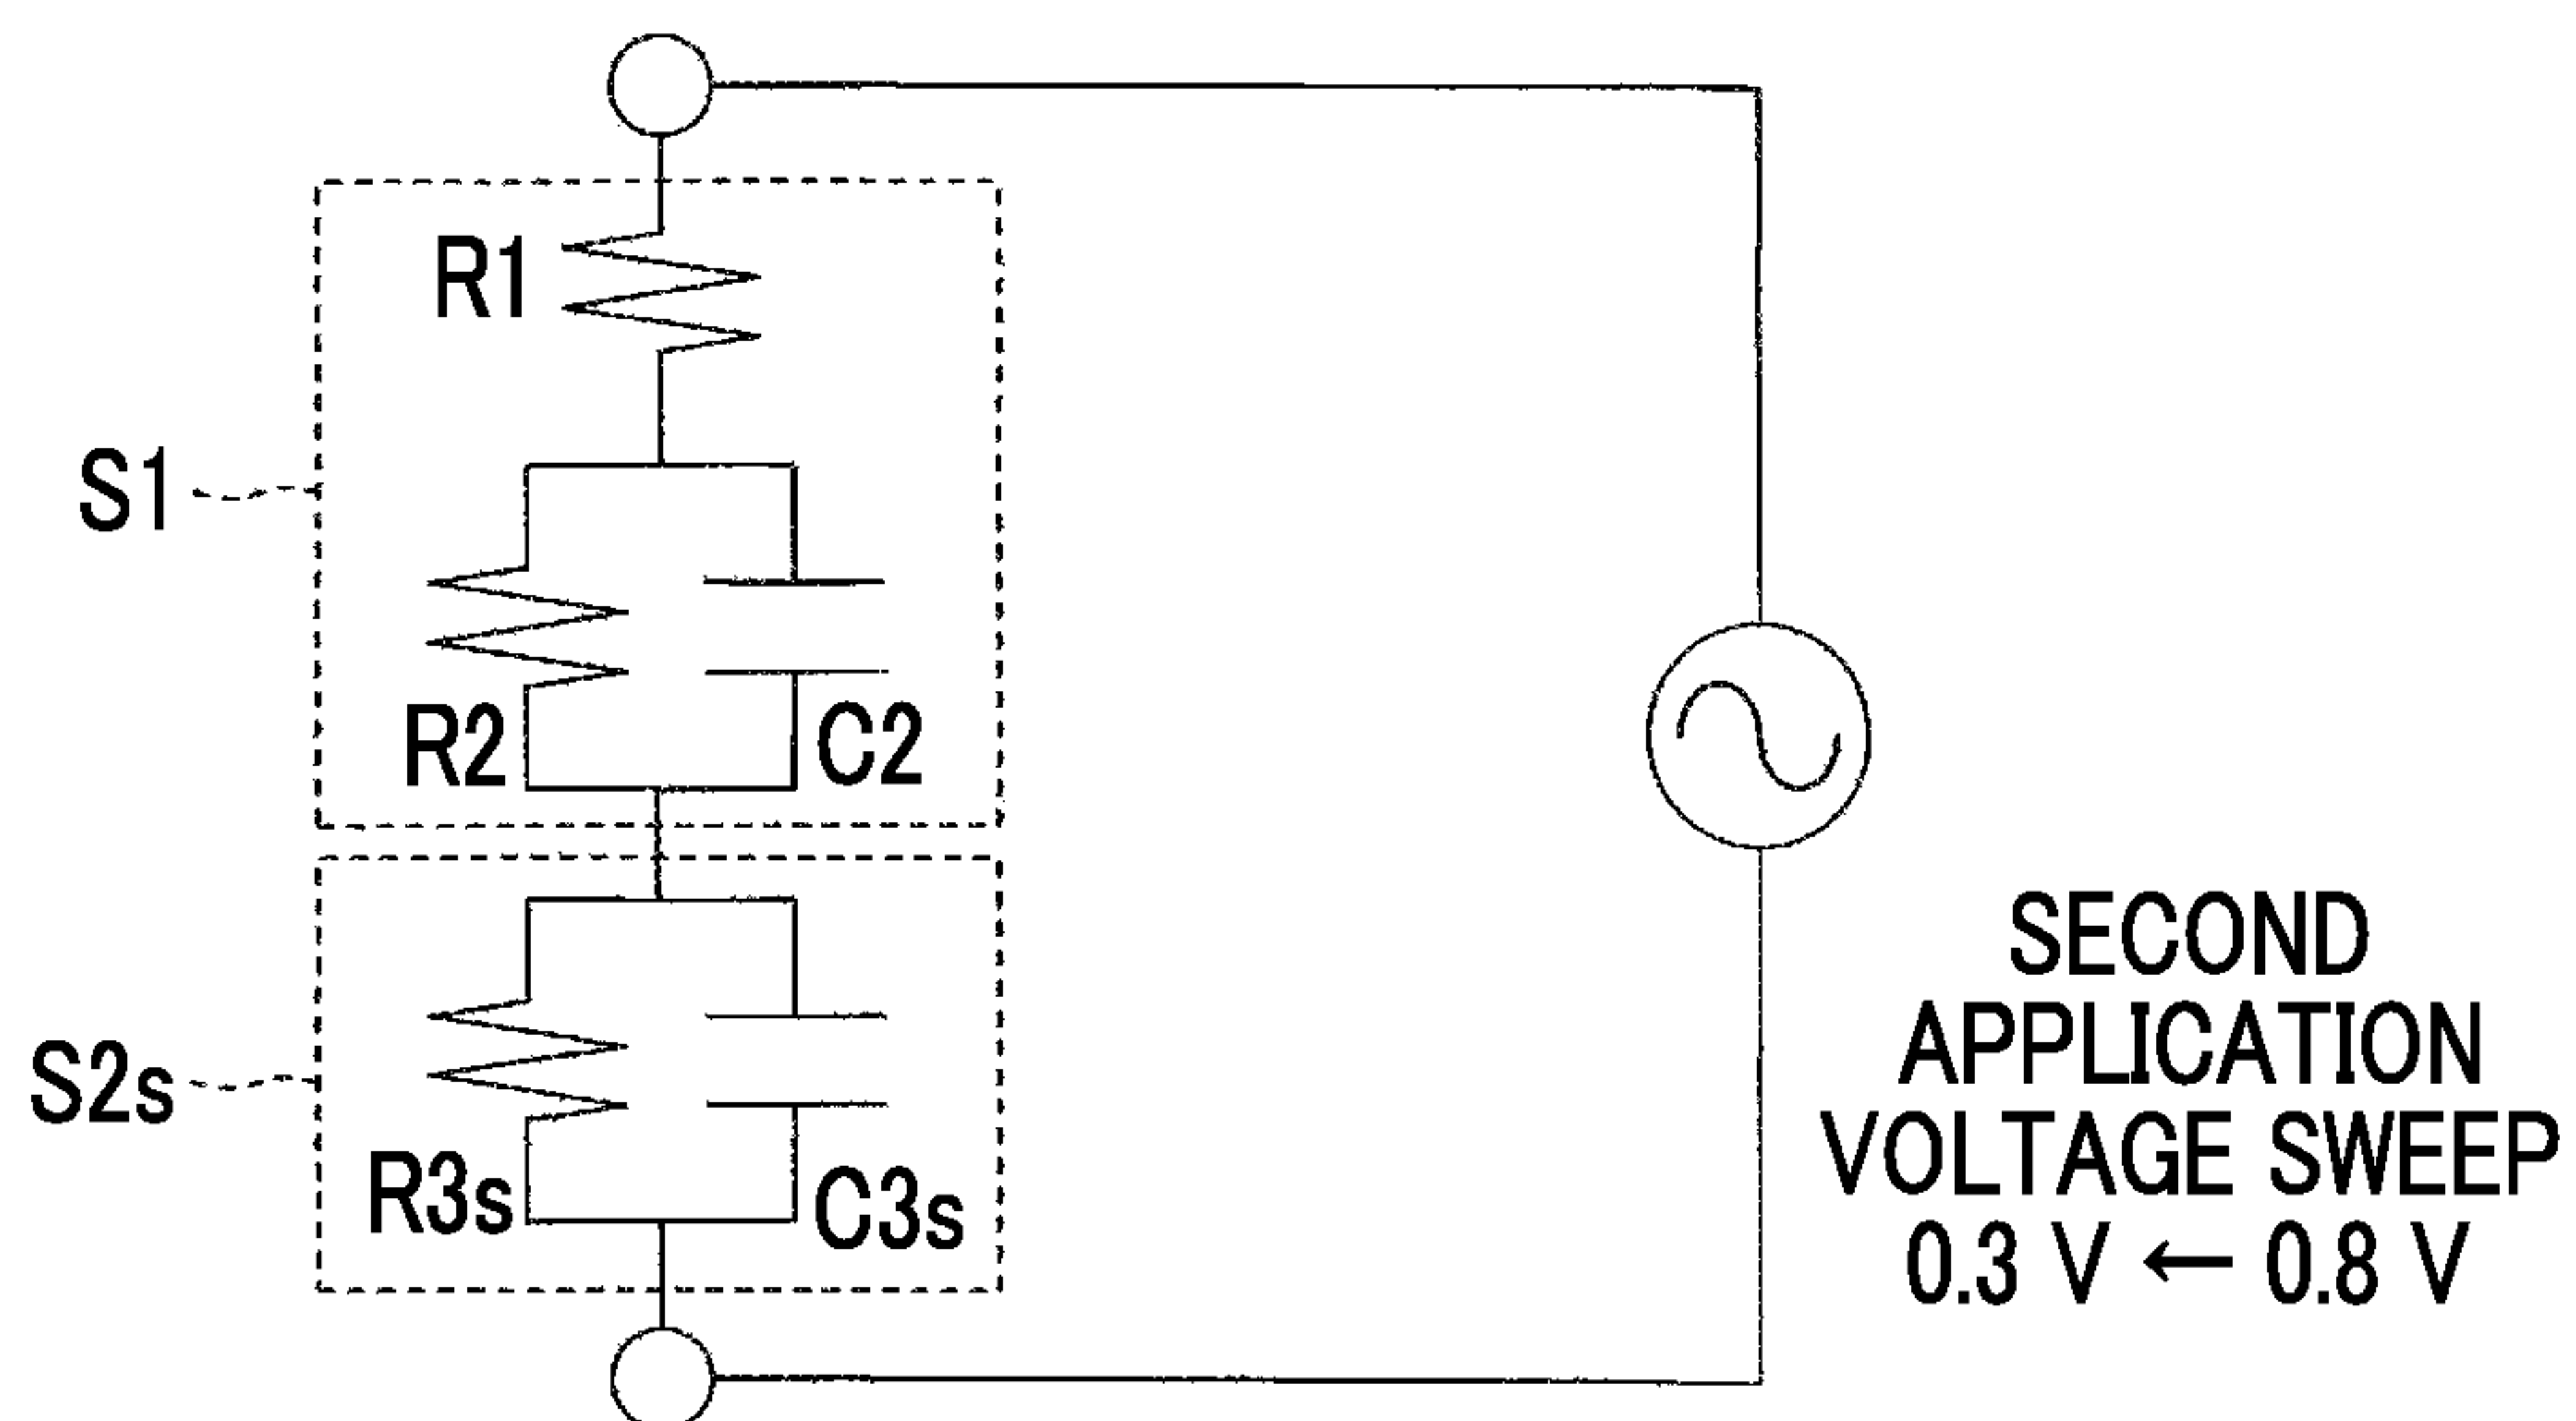 R1
S1
R2
C2
S2s
R3s
C3s
SECOND
APPLICATION
VOLTAGE SWEEP
0.3 V ← 0.8 V